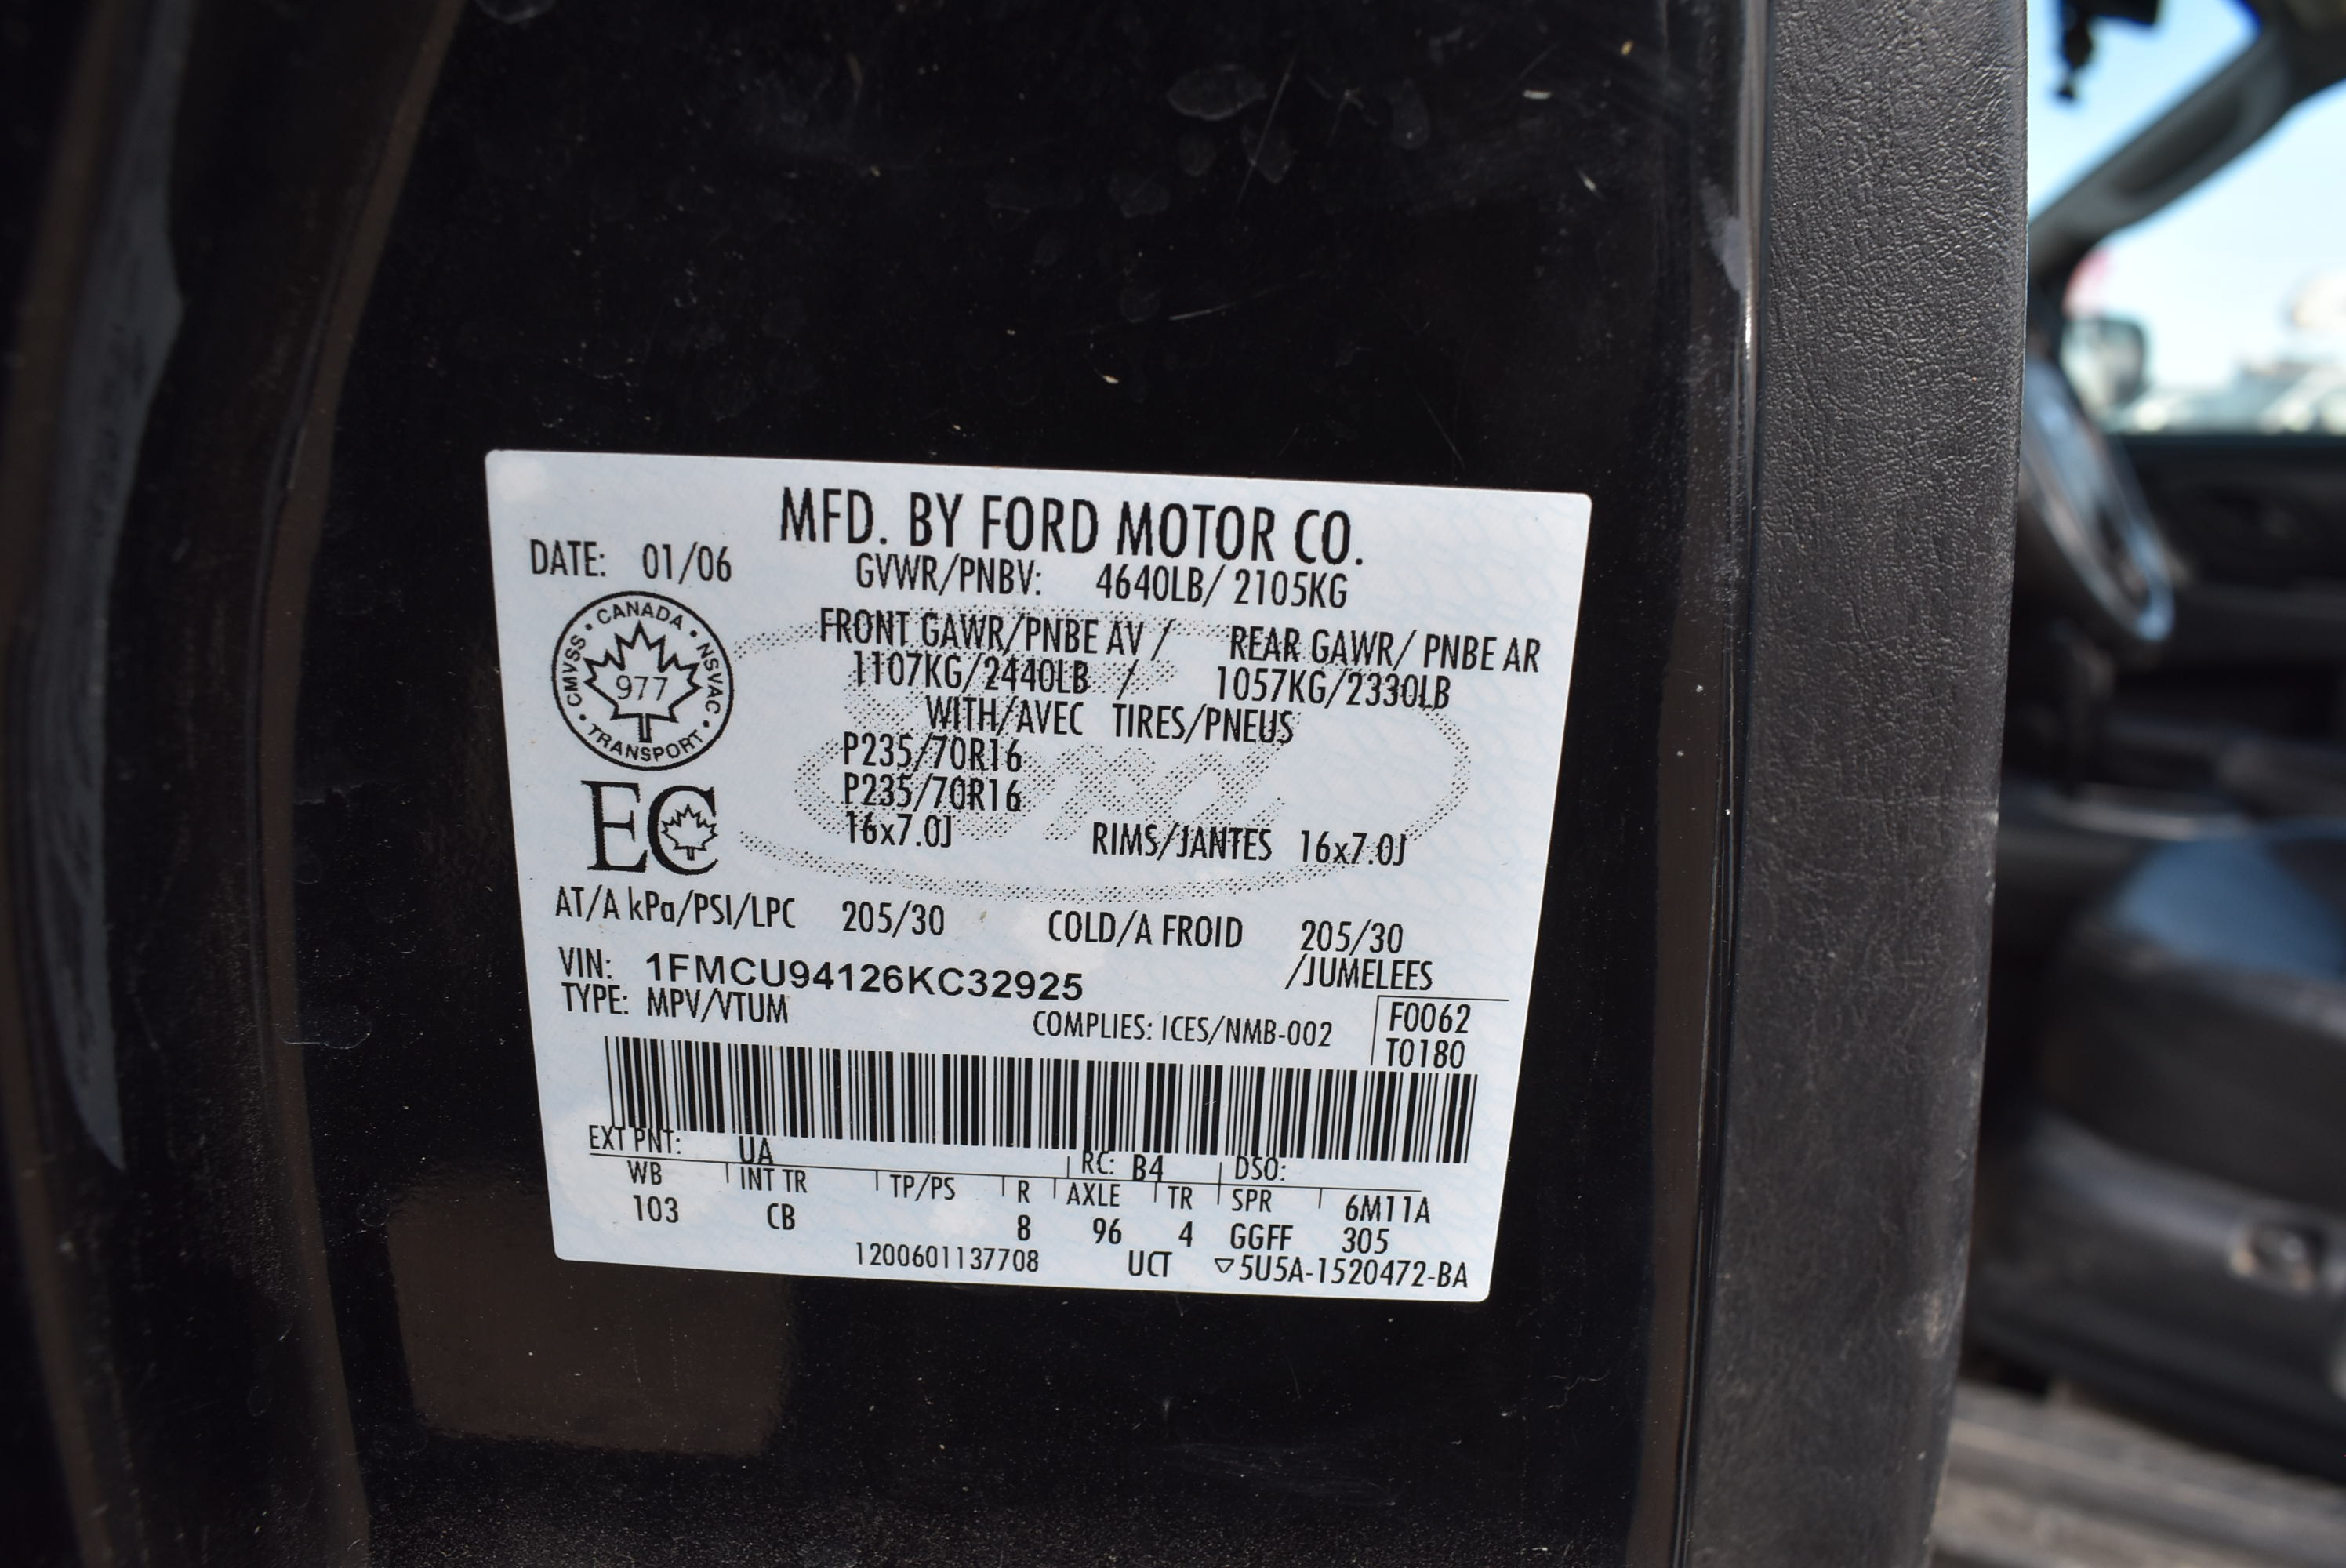 MFD. BY FORD MOTOR CO.
DATE: 01/06 GVWR/PNBV: 4640LB/ 2105KG
FRONT GAWR/PNBE AV / REAR GAWR/ PNBE AR
1107KG/2440LB / 1057KG/2330LB
WITH/AVEC TIRES/PNEUS
P235/70R16
P235/70R16
16x7.0J RIMS/JANTES 16x7.0J
CMVSS • CANADA • NSVAC • TRANSPORT •
977
EC
AT/A kPa/PSI/LPC 205/30 COLD/A FROID 205/30
/JUMELEES
VIN: 1FMCU94126KC32925
TYPE: MPV/VTUM
COMPLIES: ICES/NMB-002
F0062
T0180
EXT PNT: UA RC: B4 DSO:
WB INT TR TP/PS R AXLE TR SPR 6M11A
103 CB 8 96 4 GGFF 305
1200601137708 UCT ▽5U5A-1520472-BA